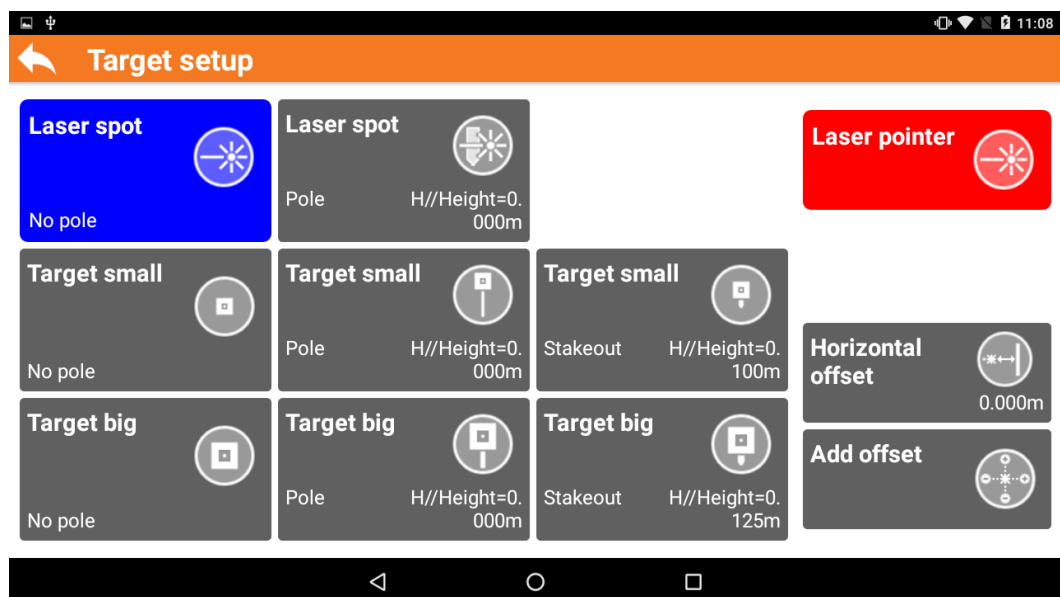 11:08
Target setup
Laser spot
No pole
Laser spot
Pole
H//Height=0.
000m
Laser pointer
Target small
No pole
Target small
Pole
H//Height=0.
000m
Target small
Stakeout
H//Height=0.
100m
Horizontal
offset
0.000m
Target big
No pole
Target big
Pole
H//Height=0.
000m
Target big
Stakeout
H//Height=0.
125m
Add offset